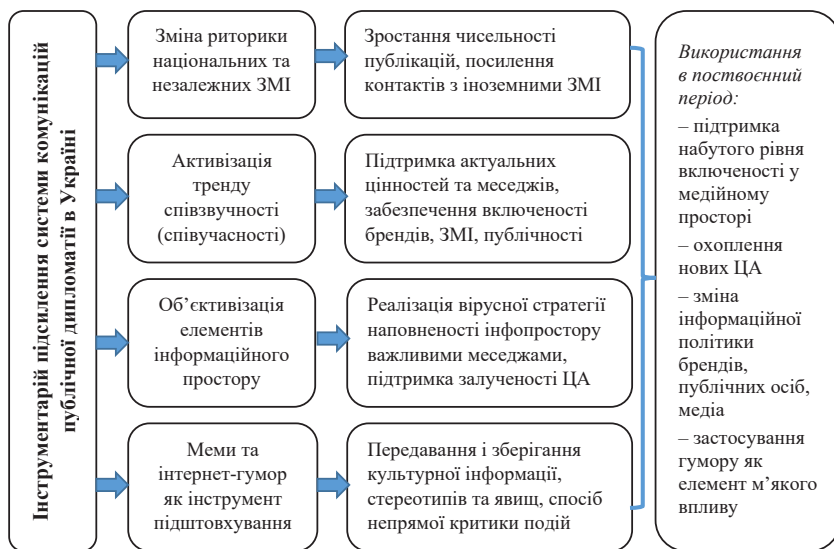 Інструментарій підсилення системи комунікацій
публічної дипломатії в Україні
Зміна риторики
національних та
незалежних ЗМІ
Зростання чисельності
публікацій, посилення
контактів з іноземними ЗМІ
Активізація
тренду
співзвучності
(співучасності)
Підтримка актуальних
цінностей та меседжів,
забезпечення включеності
брендів, ЗМІ, публічності
Об’єктивізація
елементів
інформаційного
простору
Реалізація вірусної стратегії
наповненості інфопростору
важливими меседжами,
підтримка залученості ЦА
Меми та
інтернет-гумор
як інструмент
підштовхування
Передавання і зберігання
культурної інформації,
стереотипів та явищ, спосіб
непрямої критики подій
Використання
в поствоєнний
період:
– підтримка
набутого рівня
включеності у
медійному
просторі
– охоплення
нових ЦА
– зміна
інформаційної
політики
брендів,
публічних осіб,
медіа
– застосування
гумору як
елемент м’якого
впливу